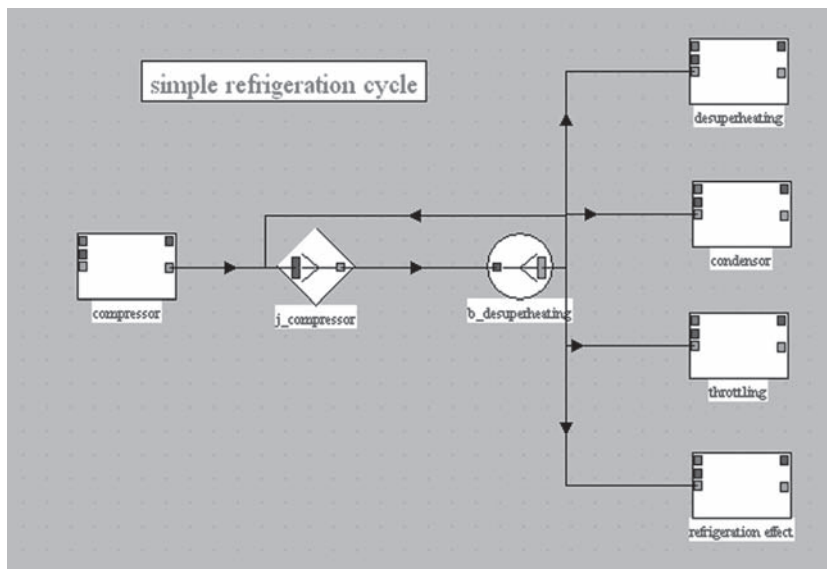 simple refrigeration cycle
desuperheating
condensor
compressor
j_compressor
b_desuperheating
throttling
refrigeration effect